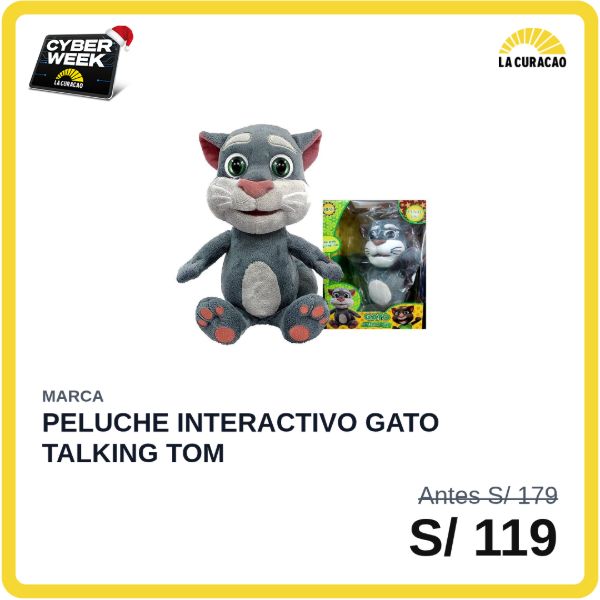 CYBER
WEEK
LA CURACAO
LA CURACAO
MARCA
PELUCHE INTERACTIVO GATO
TALKING TOM
Antes S/ 179
S/ 119